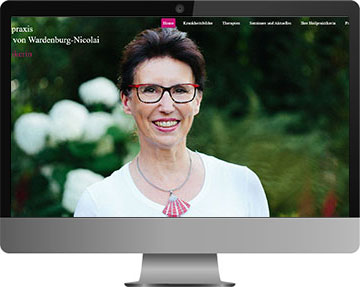 praxis
von Wardenburg-Nicolai
Home Krankheitsbilder Therapien Seminare und Aktuelles Ihre Heilpraktikerin